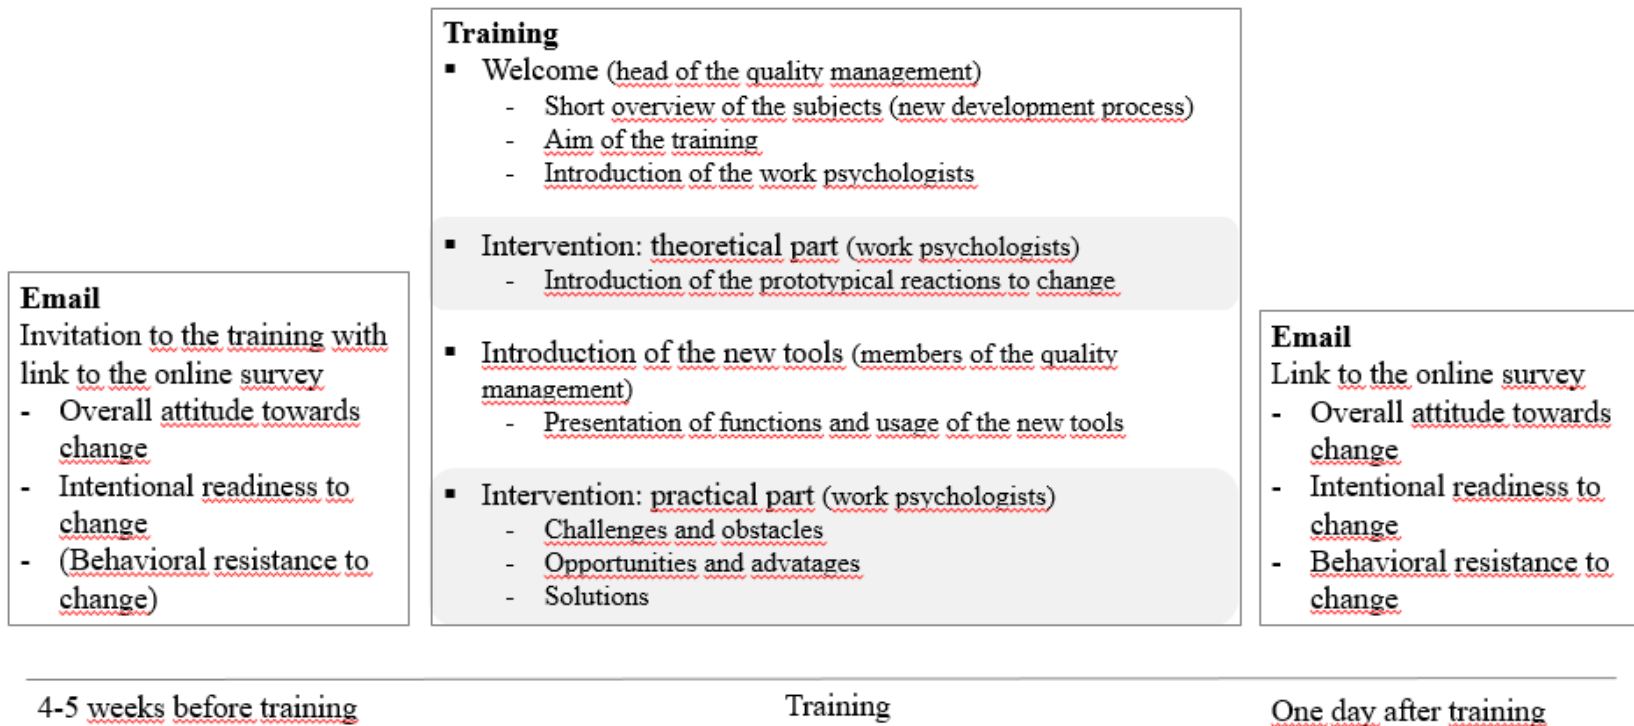 Training
▪ Welcome (head of the quality management)
- Short overview of the subjects (new development process)
- Aim of the training
- Introduction of the work psychologists
▪ Intervention: theoretical part (work psychologists)
- Introduction of the prototypical reactions to change
▪ Introduction of the new tools (members of the quality
management)
- Presentation of functions and usage of the new tools
▪ Intervention: practical part (work psychologists)
- Challenges and obstacles
- Opportunities and advatages
- Solutions
Email
Invitation to the training with
link to the online survey
- Overall attitude towards
change
- Intentional readiness to
change
- (Behavioral resistance to
change)
Email
Link to the online survey
- Overall attitude towards
change
- Intentional readiness to
change
- Behavioral resistance to
change
4-5 weeks before training
Training
One day after training